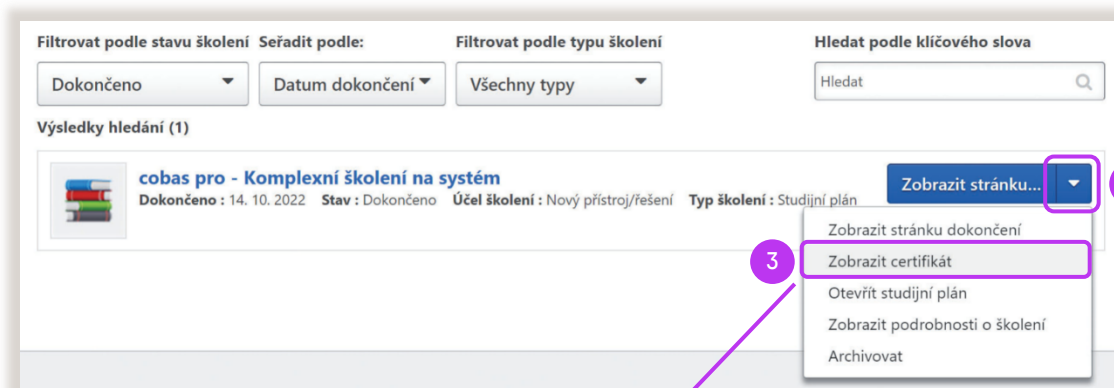 Filtrovat podle stavu školení Seřadit podle: Filtrovat podle typu školení Hledat podle klíčového slova
Dokončeno Datum dokončení Všechny typy Hledat
Výsledky hledání (1)
cobas pro - Komplexní školení na systém
Dokončeno : 14. 10. 2022 Stav : Dokončeno Účel školení : Nový přístroj/řešení Typ školení : Studijní plán
Zobrazit stránku...
Zobrazit stránku dokončení
3 Zobrazit certifikát
Otevřít studijní plán
Zobrazit podrobnosti o školení
Archivovat